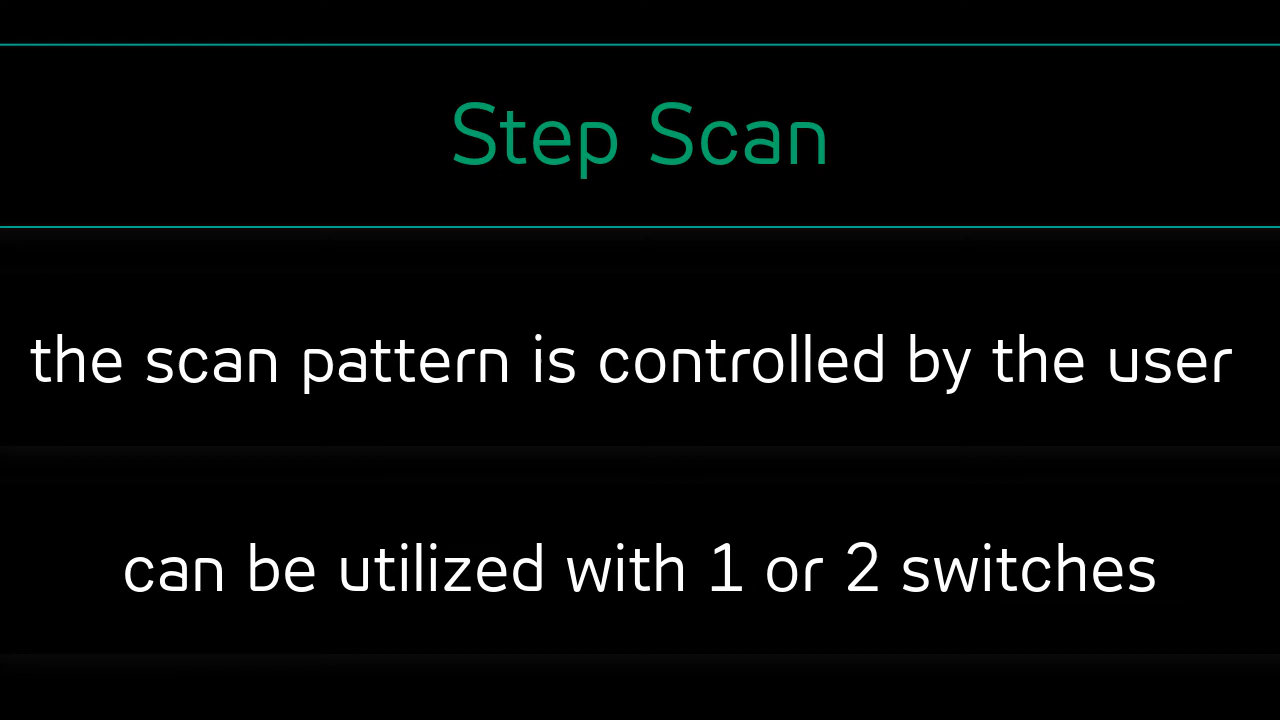 Step Scan
the scan pattern is controlled by the user
can be utilized with 1 or 2 switches